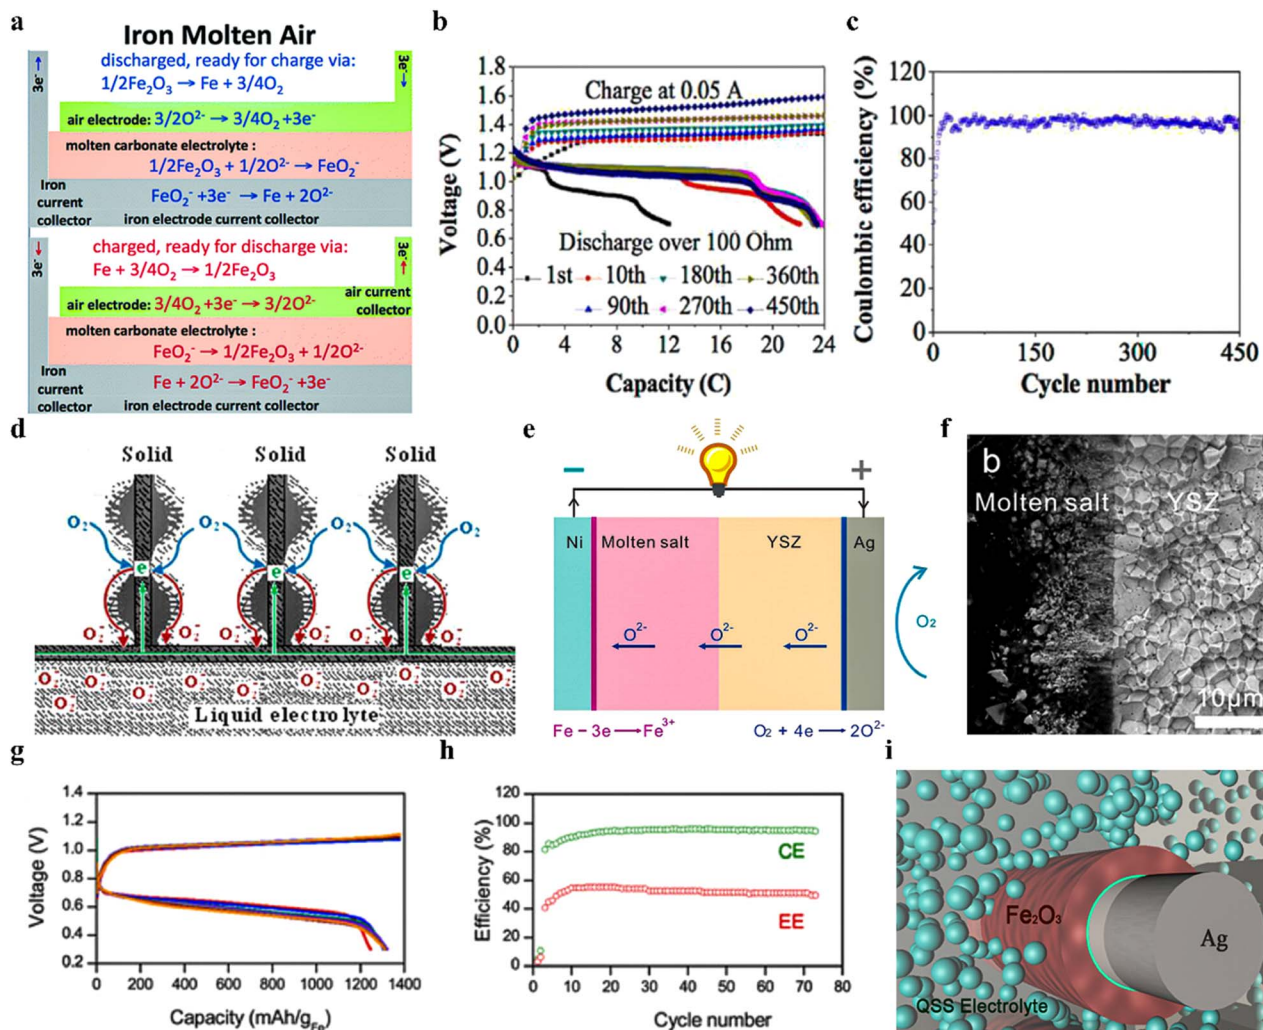 a
Iron Molten Air
discharged, ready for charge via:
1/2Fe₂O₃ → Fe + 3/4O₂
3e⁻ →
3e⁻ →
air electrode: 3/2O²⁻ → 3/4O₂ +3e⁻
molten carbonate electrolyte :
1/2Fe₂O₃ + 1/2O²⁻ → FeO₂⁻
Iron
current
collector
FeO₂⁻ +3e⁻ → Fe + 2O²⁻
iron electrode current collector
charged, ready for discharge via:
Fe + 3/4O₂ → 1/2Fe₂O₃
3e⁻
3e⁻
air current
collector
air electrode: 3/4O₂ +3e⁻ → 3/2O²⁻
molten carbonate electrolyte :
FeO₂⁻ → 1/2Fe₂O₃ + 1/2O²⁻
Iron
current
collector
Fe + 2O²⁻ → FeO₂⁻ +3e⁻
iron electrode current collector
b
Voltage (V)
1.8
1.6
1.4
1.2
1.0
0.8
0.6
0.4
0.2
0.0
Charge at 0.05 A
Discharge over 100 Ohm
1st 10th 180th 360th
90th 270th 450th
0 4 8 12 16 20 24
Capacity (C)
c
Coulombic efficiency (%)
120
100
80
60
40
20
0
0 150 300 450
Cycle number
d
Solid Solid Solid
O₂ O₂ O₂ O₂
e e e
O₂⁻ O₂⁻ O₂⁻ O₂⁻ O₂⁻ O₂⁻
O₂⁻ O₂⁻ O₂⁻ O₂⁻ O₂⁻ O₂⁻ O₂⁻
Liquid electrolyte
e
− +
Ni Molten salt YSZ Ag
O²⁻ O²⁻ O²⁻
O₂
Fe − 3e → Fe³⁺ O₂ + 4e → 2O²⁻
f
b
Molten salt YSZ
10μm
g
Voltage (V)
1.4
1.2
1.0
0.8
0.6
0.4
0.2
0 200 400 600 800 1000 1200 1400
Capacity (mAh/gFe)
h
Efficiency (%)
120
100
80
60
40
20
0
CE
EE
0 10 20 30 40 50 60 70 80
Cycle number
i
Fe₂O₃
Ag
QSS Electrolyte